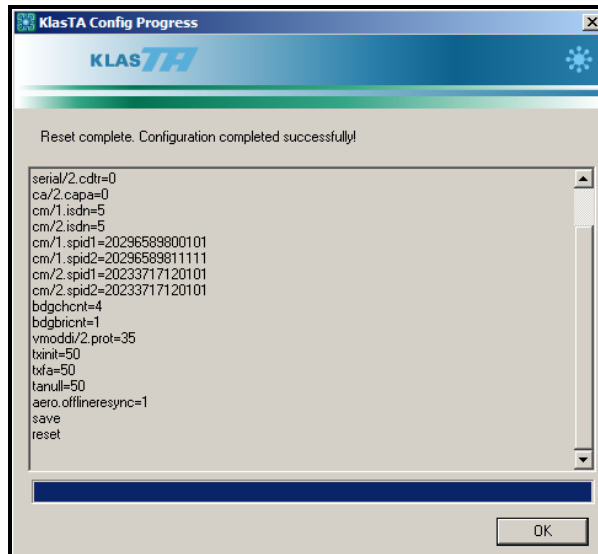 KlasTA Config Progress
KLASTA
Reset complete. Configuration completed successfully!
serial/2.cdtr=0
ca/2.capa=0
cm/1.isdn=5
cm/2.isdn=5
cm/1.spid1=20296589800101
cm/1.spid2=20296589811111
cm/2.spid1=20233717120101
cm/2.spid2=20233717120101
bdgchcnt=4
bdgbricnt=1
vmoddi/2.prot=35
txinit=50
txfa=50
tanull=50
aero.offlineresync=1
save
reset
OK